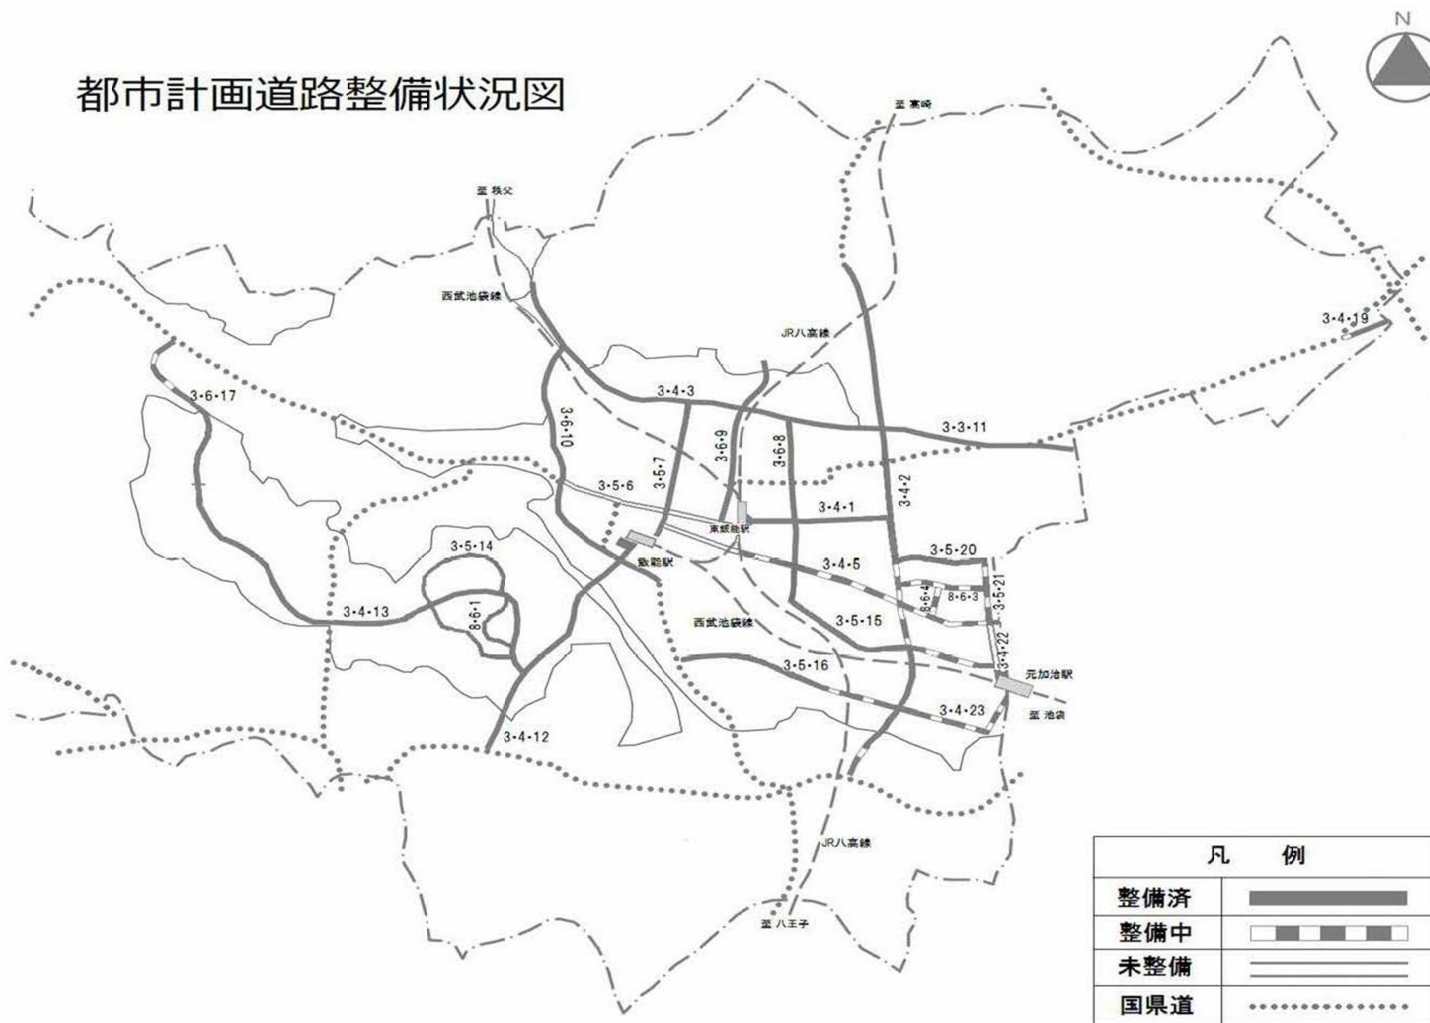 N
都市計画道路整備状況図
至 高崎
至 秩父
西武池袋線
JR八高線
3・4・19
3・6・17
3・4・3
3・6・10
3・6・9
3・6・8
3・3・11
3・5・7
3・4・2
3・5・6
3・4・1
東飯能駅
3・5・14
飯能駅
3・4・5
3・5・20
3・5・21
8・6・4
8・6・3
3・4・13
8・6・1
西武池袋線
3・5・15
3・4・22
3・5・16
元加治駅
至 池袋
3・4・23
3・4・12
JR八高線
至 八王子
凡 例
整備済
整備中
未整備
国県道